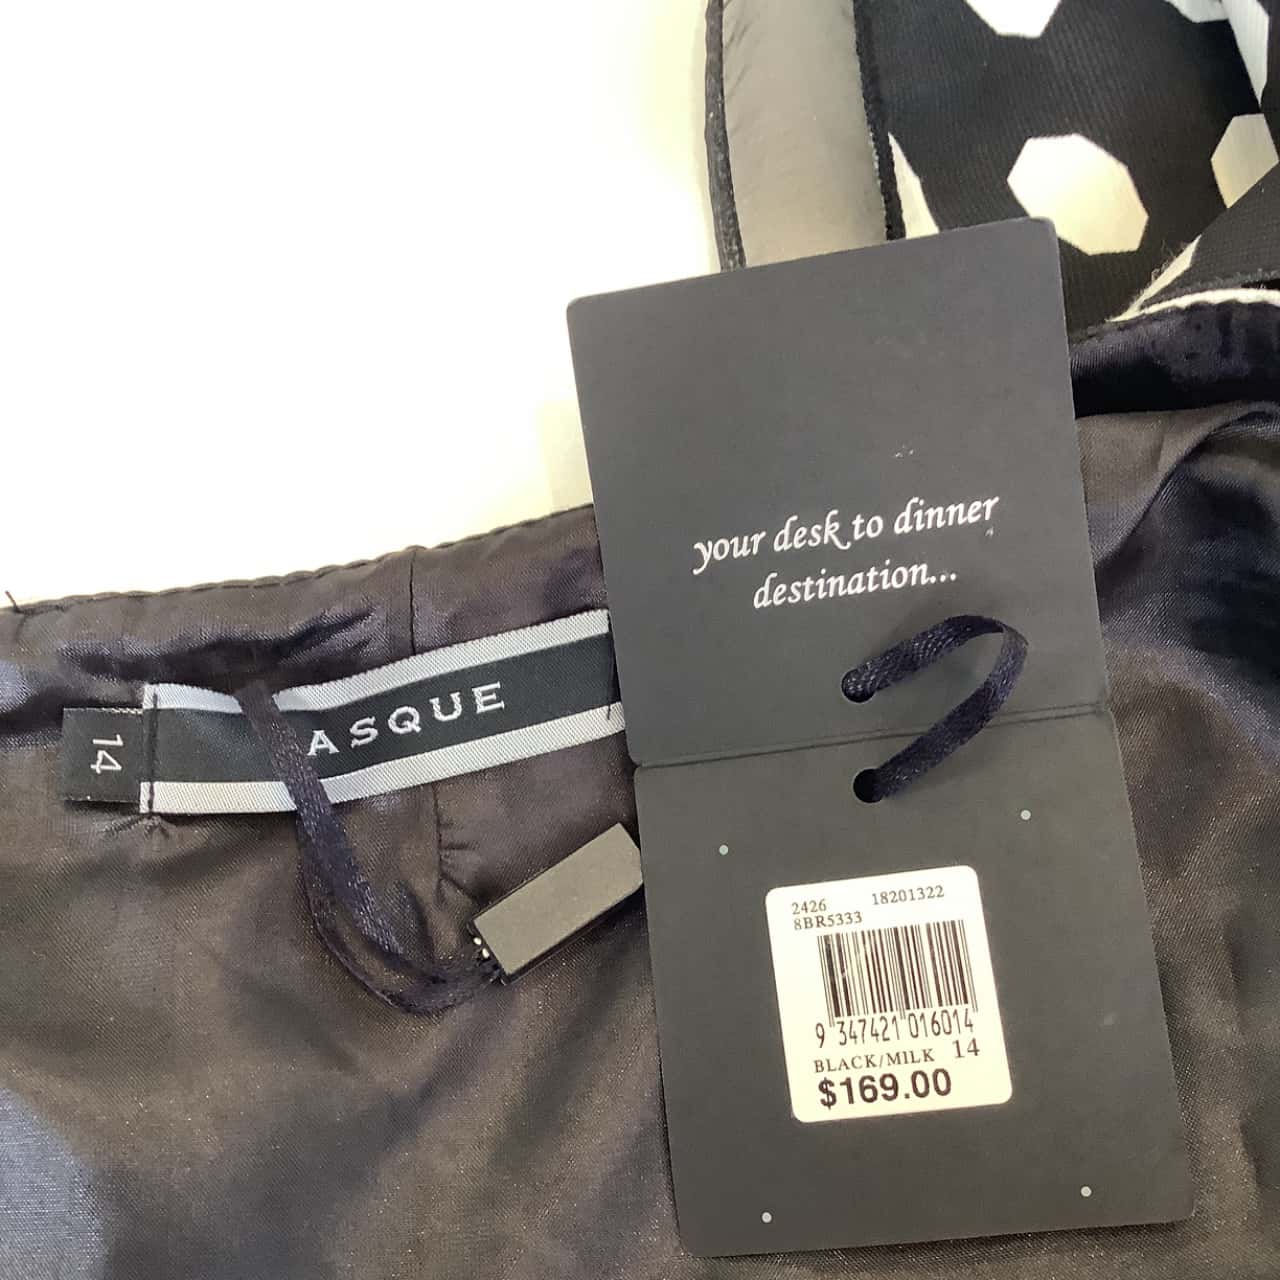 your desk to dinner
destination...
ASQUE
14
2426 18201322
8BR5333
9 347421 016014
BLACK/MILK 14
$169.00